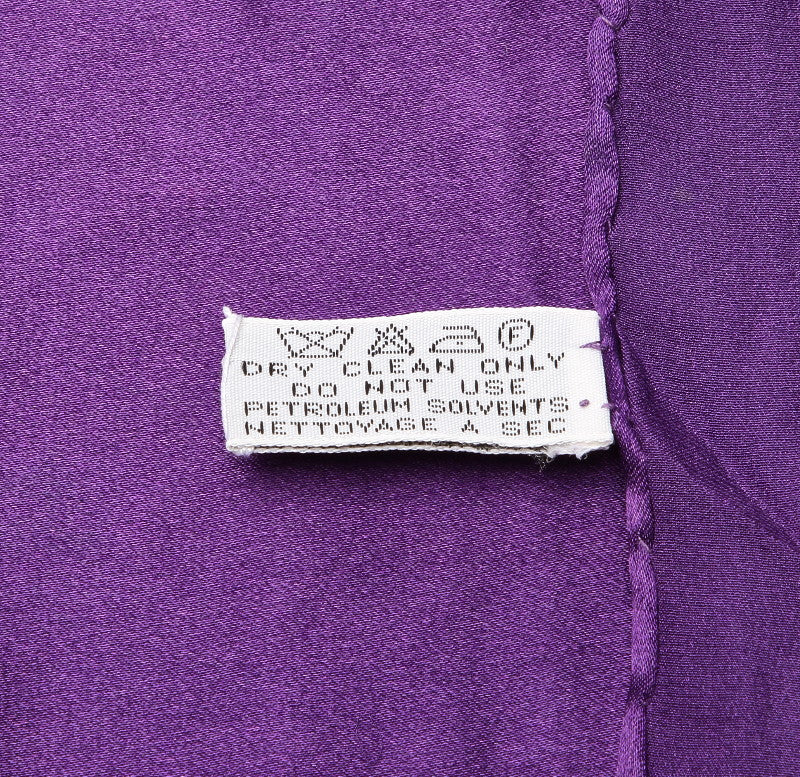 F
DRY CLEAN ONLY
DO NOT USE
PETROLEUM SOLVENTS
NETTOYAGE A SEC